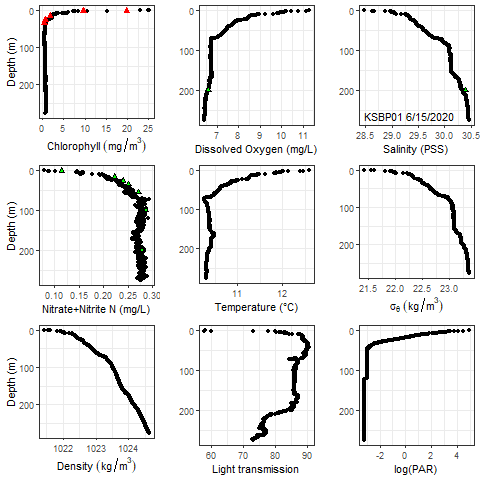 Depth (m)
0
100
200
0 5 10 15 20 25
Chlorophyll (mg/m³)
0
100
200
7 8 9 10 11
Dissolved Oxygen (mg/L)
0
100
200
KSBP01 6/15/2020
28.5 29.0 29.5 30.0 30.5
Salinity (PSS)
Depth (m)
0
100
200
0.10 0.15 0.20 0.25 0.30
Nitrate+Nitrite N (mg/L)
0
100
200
11 12
Temperature (°C)
0
100
200
21.5 22.0 22.5 23.0
σθ (kg/m³)
Depth (m)
0
100
200
1022 1023 1024
Density (kg/m³)
0
100
200
60 70 80 90
Light transmission
0
100
200
-2 0 2 4
log(PAR)